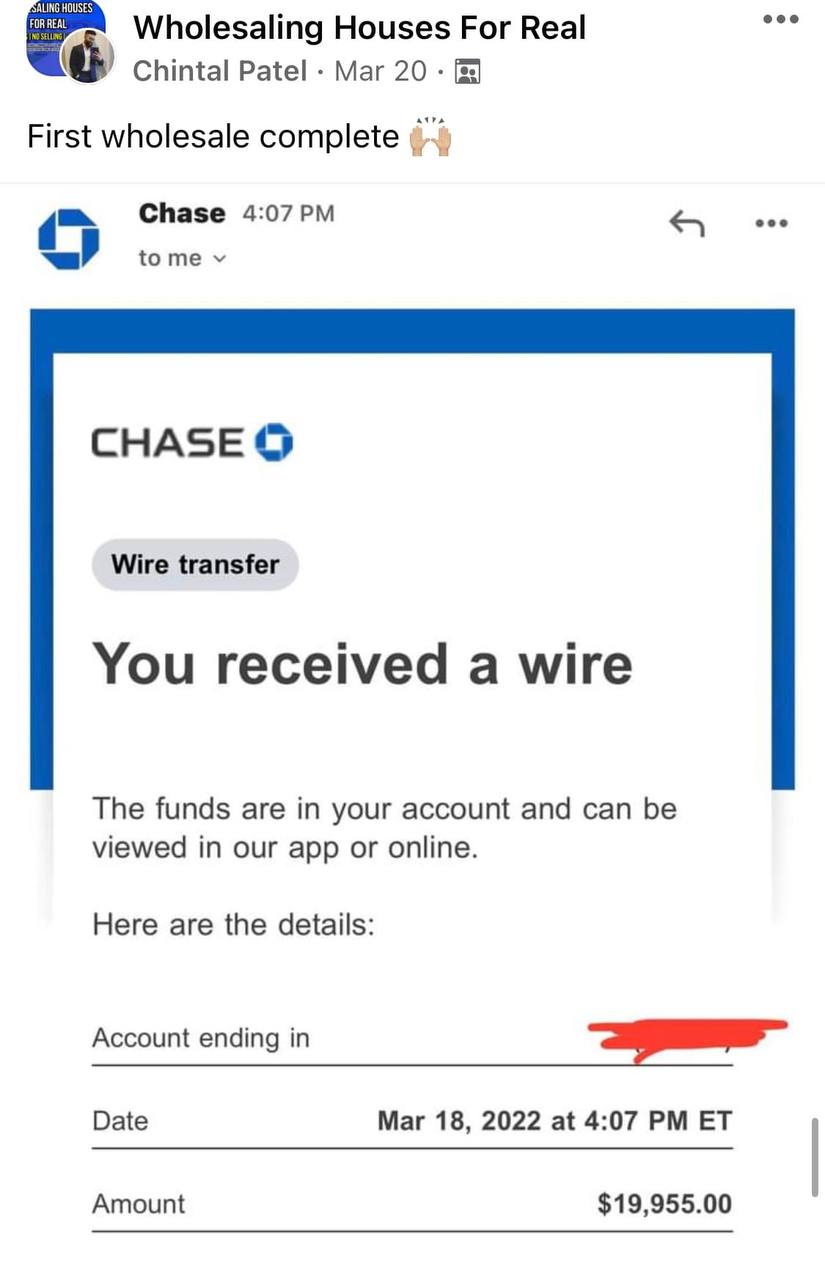 SALING HOUSES
FOR REAL
NO SELLING
Wholesaling Houses For Real
Chintal Patel · Mar 20 ·
First wholesale complete 🙌🏼
Chase 4:07 PM
to me
CHASE
Wire transfer
You received a wire
The funds are in your account and can be
viewed in our app or online.
Here are the details:
Account ending in
Date Mar 18, 2022 at 4:07 PM ET
Amount $19,955.00